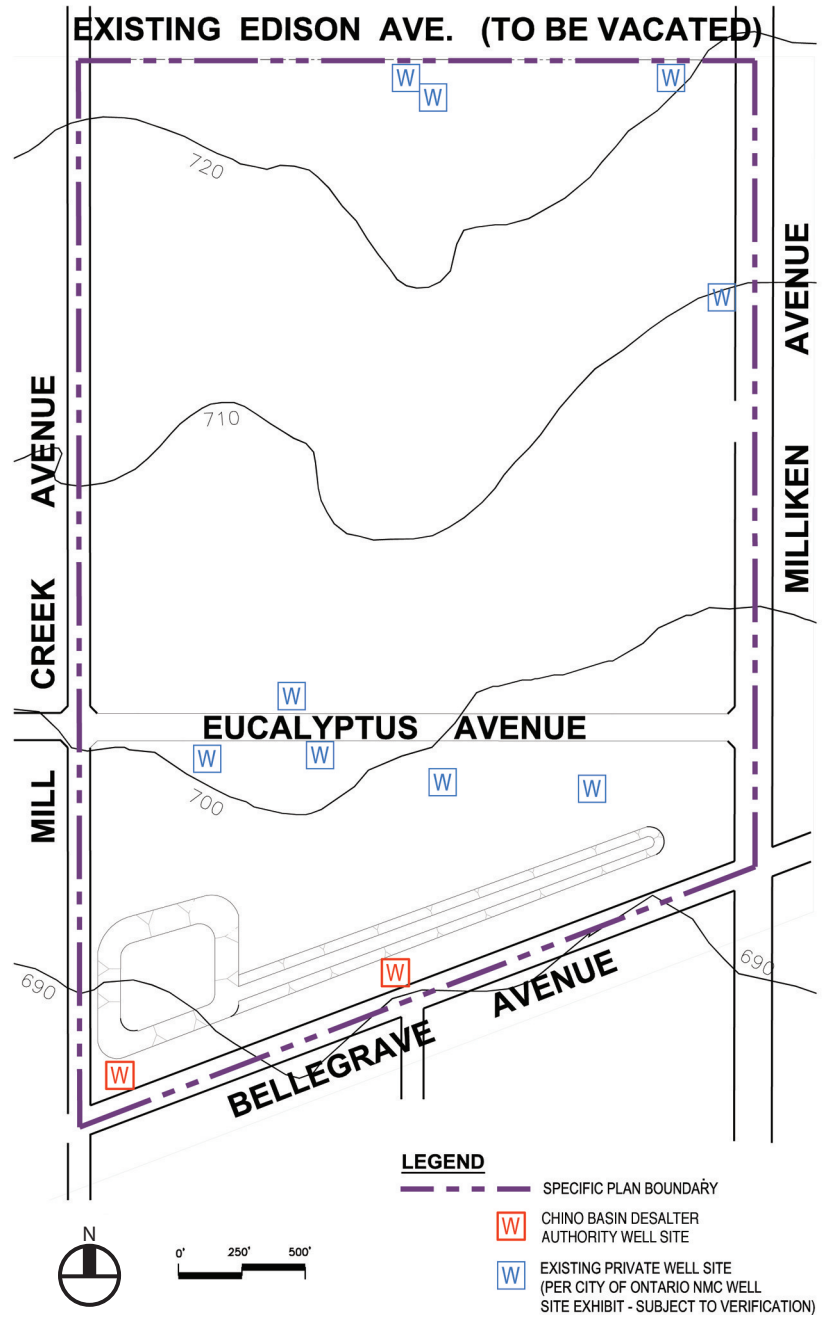 EXISTING EDISON AVE. (TO BE VACATED)
W
W
W
720
W
MILLIKEN AVENUE
MILL CREEK AVENUE
710
W
EUCALYPTUS AVENUE
W
W
W
W
700
690
W
690
W
BELLEGRAVE AVENUE
LEGEND
SPECIFIC PLAN BOUNDARY
W
CHINO BASIN DESALTER
AUTHORITY WELL SITE
W
EXISTING PRIVATE WELL SITE
(PER CITY OF ONTARIO NMC WELL
SITE EXHIBIT - SUBJECT TO VERIFICATION)
N
0' 250' 500'